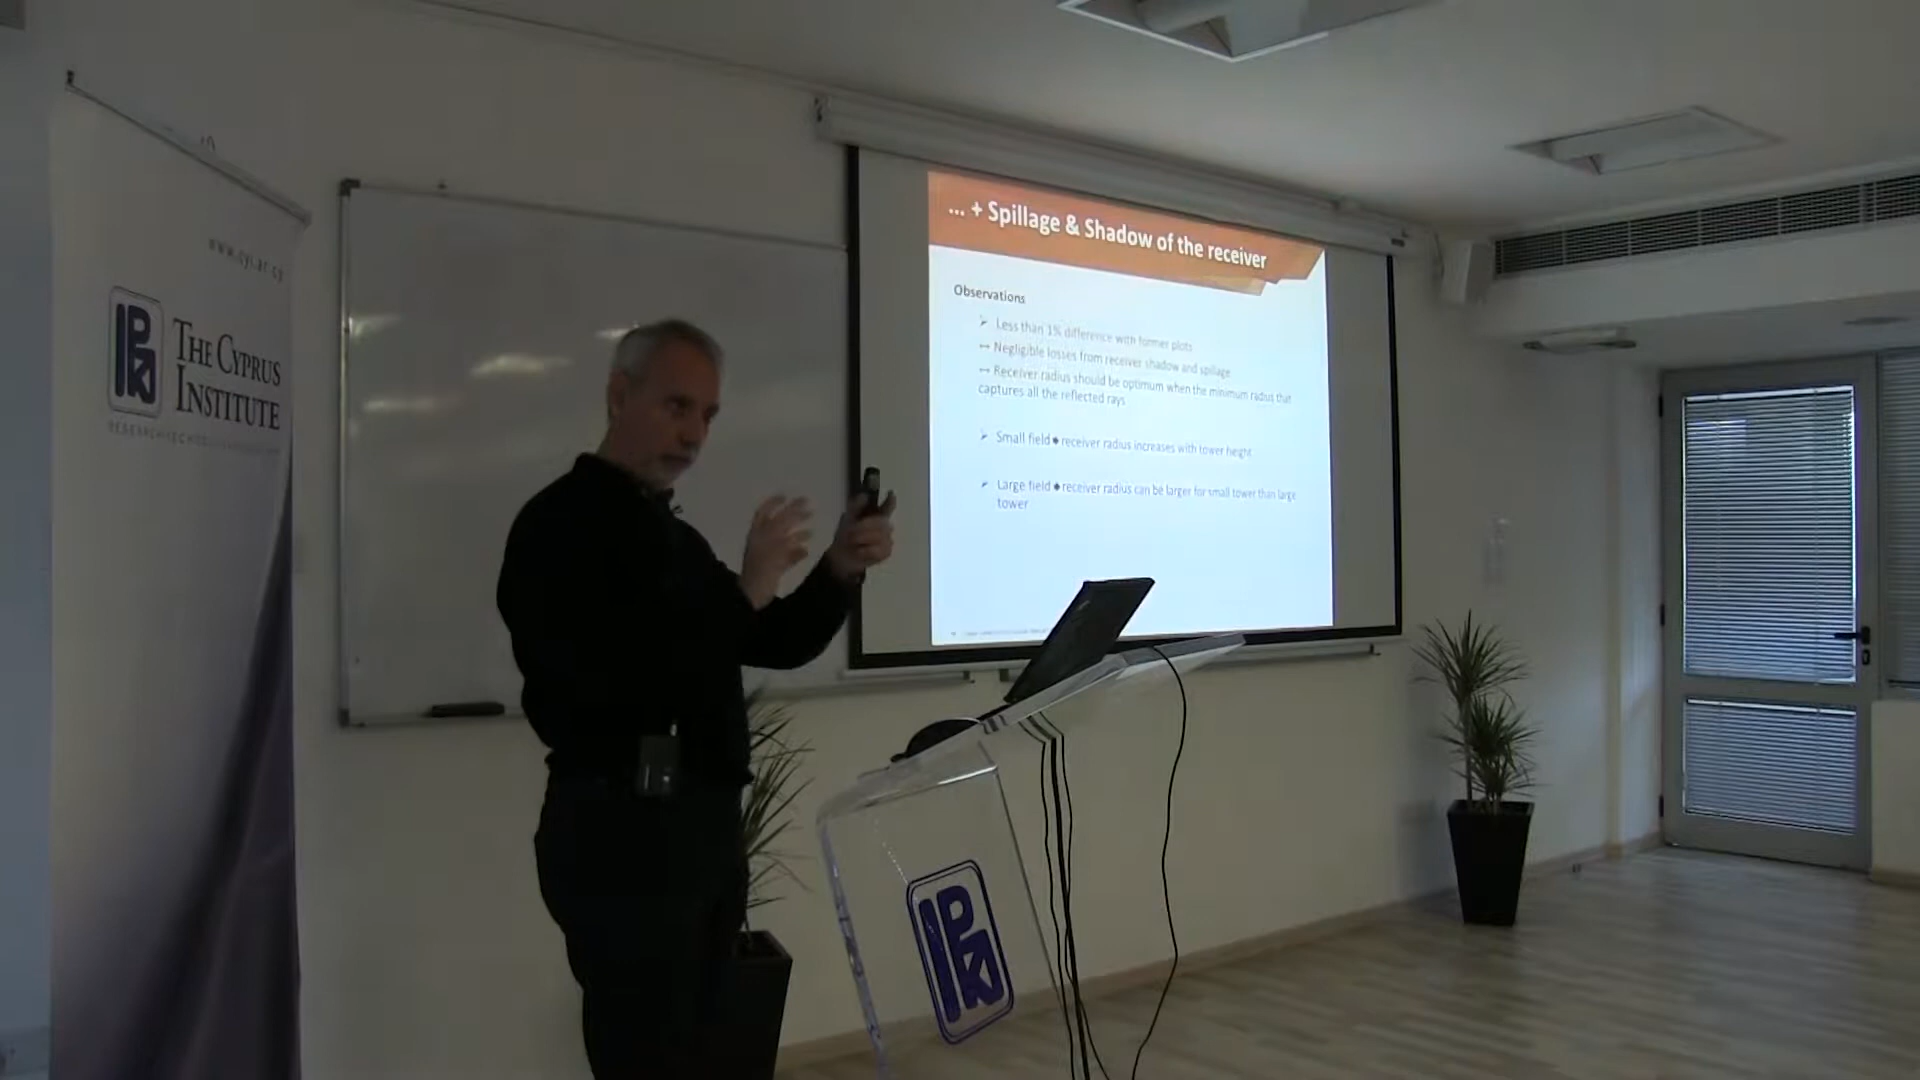 www.cyi.ac.cy
THE CYPRUS
INSTITUTE
... + Spillage & Shadow of the receiver
Observations
➢ Less than 1% difference with former plots
↔ Negligible losses from receiver shadow and spillage
↔ Receiver radius should be optimum when the minimum radius that
captures all the reflected rays
➢ Small field receiver radius increases with tower height
➢ Large field receiver radius can be larger for small tower than large
tower